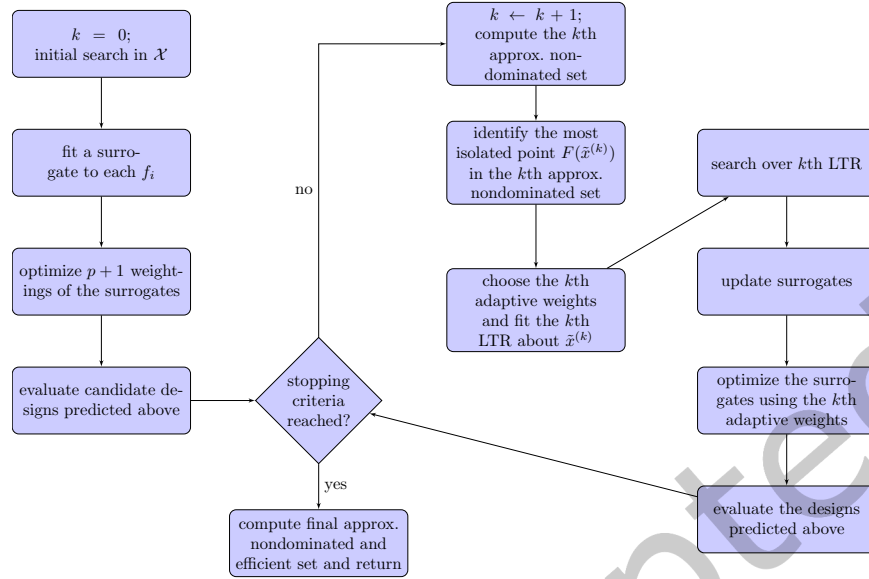 k = 0;
initial search in 𝒳
fit a surro-
gate to each f_i
optimize p + 1 weight-
ings of the surrogates
evaluate candidate de-
signs predicted above
stopping
criteria
reached?
yes
compute final approx.
nondominated and
efficient set and return
no
k ← k + 1;
compute the kth
approx. non-
dominated set
identify the most
isolated point F(x̃^(k))
in the kth approx.
nondominated set
choose the kth
adaptive weights
and fit the kth
LTR about x̃^(k)
search over kth LTR
update surrogates
optimize the surro-
gates using the kth
adaptive weights
evaluate the designs
predicted above